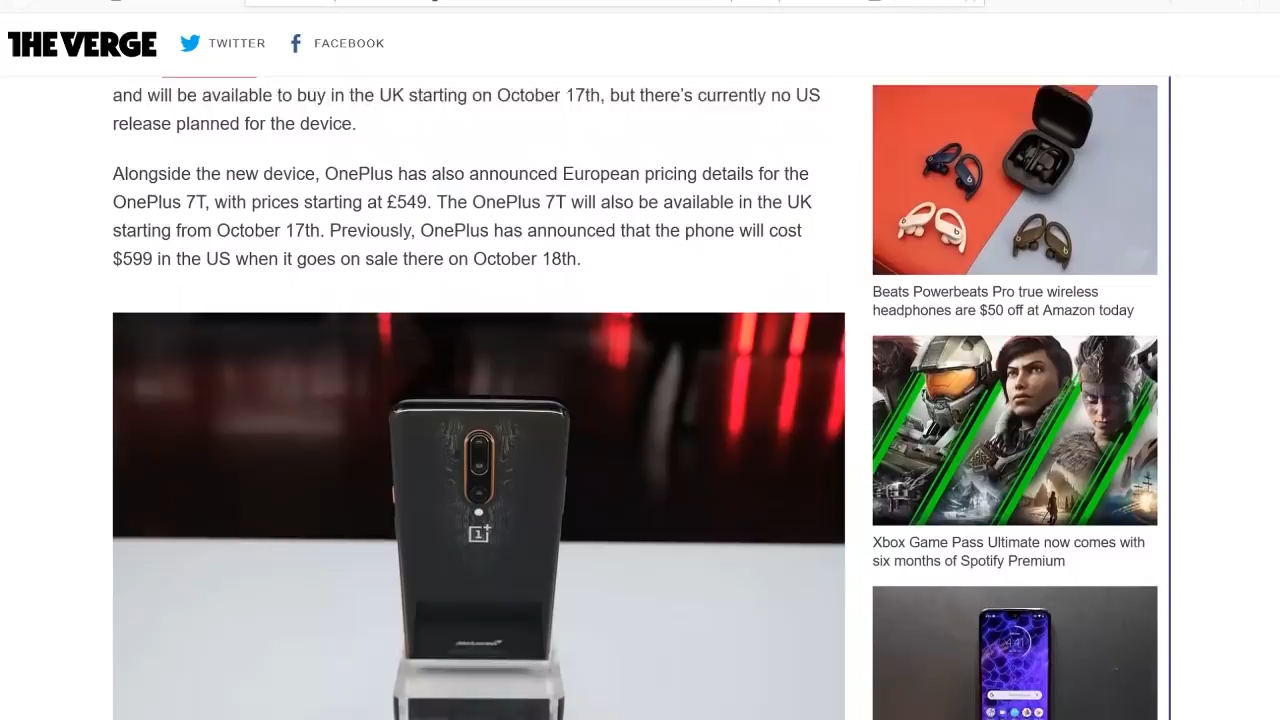 THE VERGE TWITTER FACEBOOK
and will be available to buy in the UK starting on October 17th, but there’s currently no US
release planned for the device.
Alongside the new device, OnePlus has also announced European pricing details for the
OnePlus 7T, with prices starting at £549. The OnePlus 7T will also be available in the UK
starting from October 17th. Previously, OnePlus has announced that the phone will cost
$599 in the US when it goes on sale there on October 18th.
Beats Powerbeats Pro true wireless
headphones are $50 off at Amazon today
Xbox Game Pass Ultimate now comes with
six months of Spotify Premium
McLaren